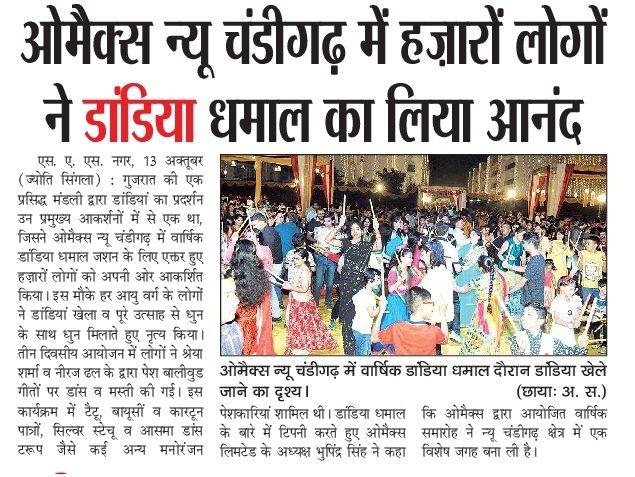 ओमैक्स न्यू चंडीगढ़ में हज़ारों लोगों
ने डांडिया धमाल का लिया आनंद
एस. ए. एस. नगर, 13 अक्तूबर
(ज्योति सिंगला) : गुजरात की एक
प्रसिद्ध मंडली द्वारा डांडियां का प्रदर्शन
उन प्रमुख्य आकर्शनों में से एक था,
जिसने ओमैक्स न्यू चंडीगढ़ में वार्षिक
डांडिया धमाल जशन के लिए एक्तर हुए
हज़ारों लोगों को अपनी ओर आकर्शित
किया। इस मौके हर आयु वर्ग के लोगों
ने डांडियां खेला व पूरे उत्साह से धुन
के साथ धुन मिलाते हुए नृत्य किया।
तीन दिवसीय आयोजन में लोगों ने श्रेया
शर्मा व नीरज ढल के द्वारा पेश बालीवुड
गीतों पर डांस व मस्ती की गई। इस
कार्यक्रम में टैटू, बायूसीं व कारटून
पात्रों, सिल्वर स्टेचू व आसमा डांस
टरूप जैसे कई अन्य मनोरंजन
ओमैक्स न्यू चंडीगढ़ में वार्षिक डांडिया धमाल दौरान डांडिया खेले
जाने का दृश्य। (छायाः अ. स.)
पेशकारियां शामिल थी। डांडिया धमाल
के बारे में टिपनी करते हुए ओमैक्स
लिमटेड के अध्यक्ष भुपिंद्र सिंह ने कहा
कि ओमैक्स द्वारा आयोजित वार्षिक
समारोह ने न्यू चंडीगढ़ क्षेत्र में एक
विशेष जगह बना ली है।